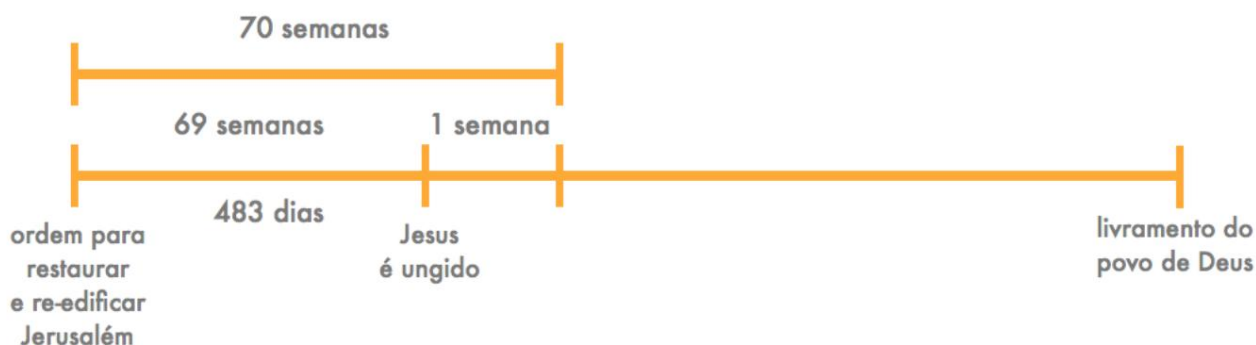 70 semanas
69 semanas
1 semana
483 dias
ordem para
restaurar
e re-edificar
Jerusalém
Jesus
é ungido
livramento do
povo de Deus